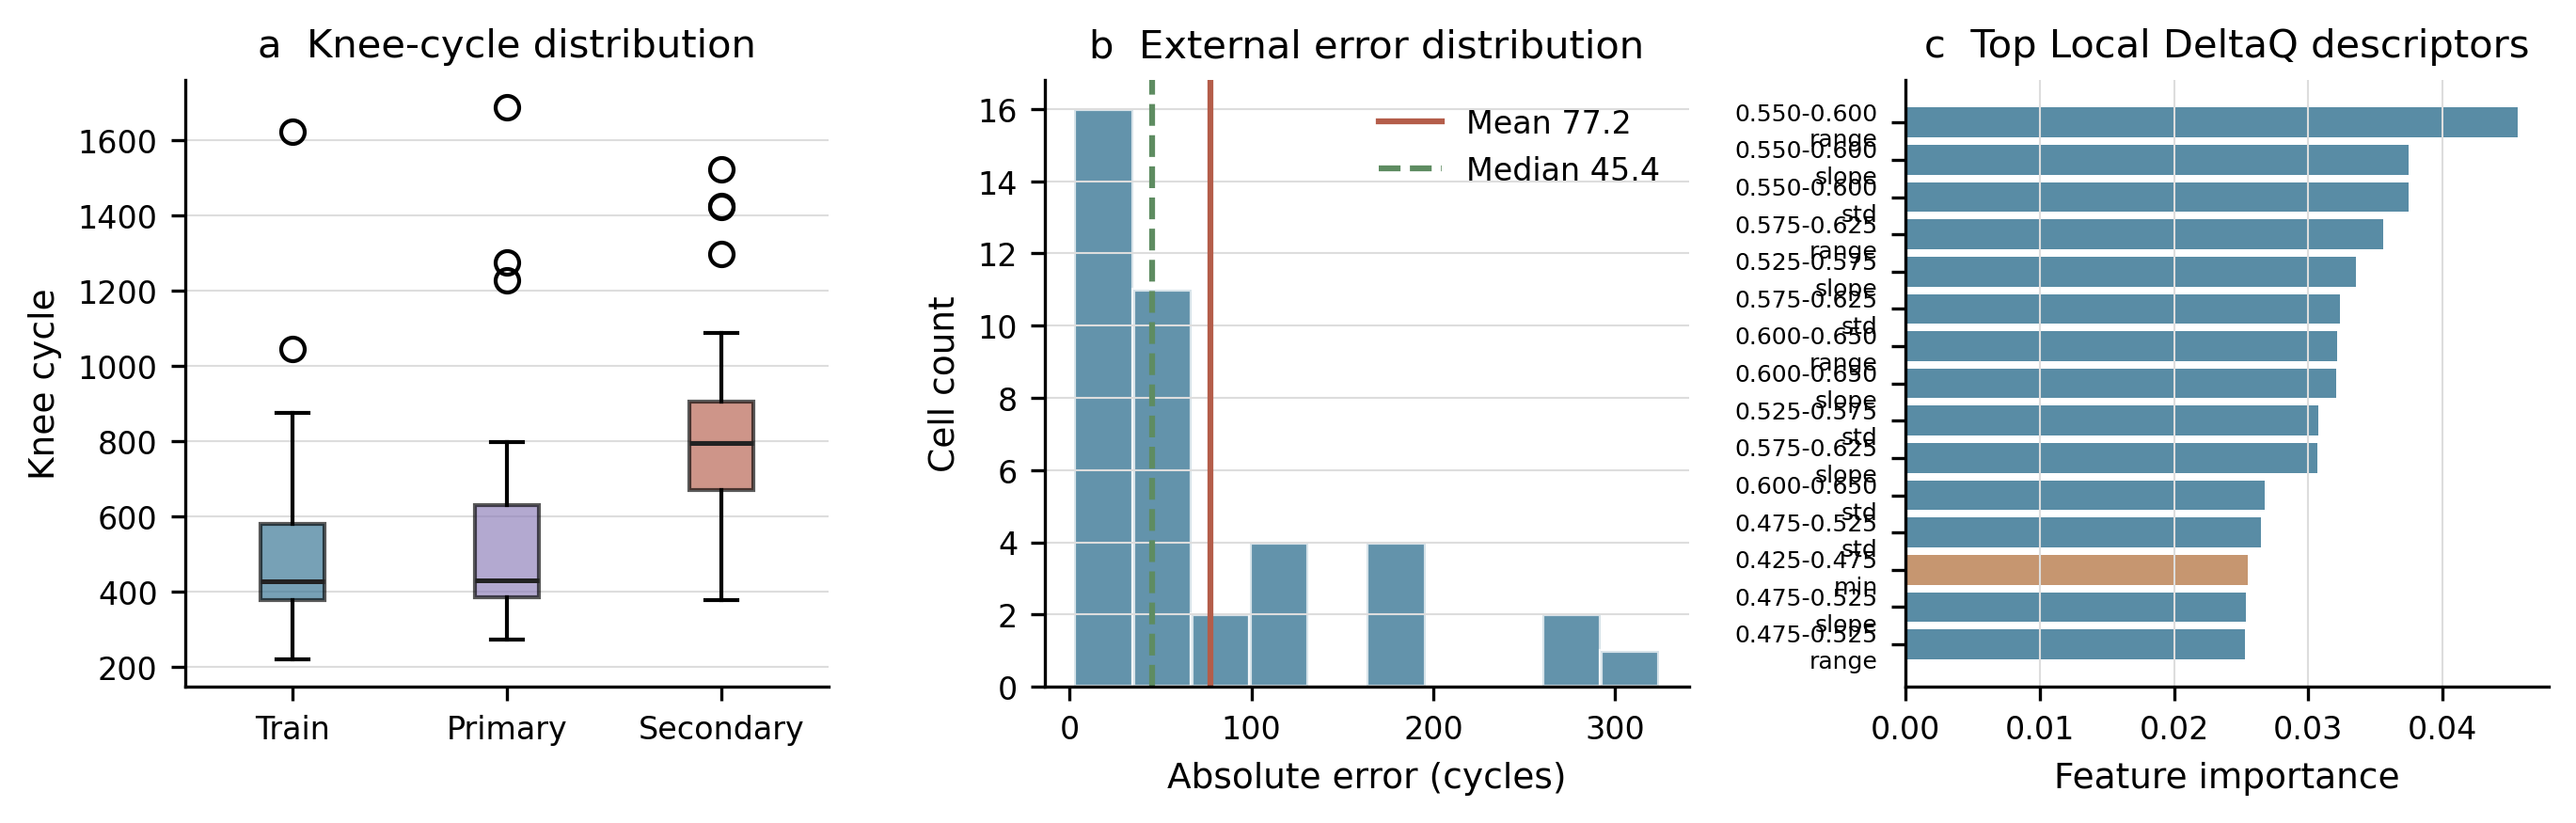 a Knee-cycle distribution
Knee cycle
1600
1400
1200
1000
800
600
400
200
Train
Primary
Secondary
b External error distribution
Cell count
16
14
12
10
8
6
4
2
0
Mean 77.2
Median 45.4
0
100
200
300
Absolute error (cycles)
c Top Local DeltaQ descriptors
0.550-0.600
range
0.550-0.600
slope
0.550-0.600
std
0.575-0.625
range
0.525-0.575
slope
0.575-0.625
std
0.600-0.650
range
0.600-0.650
slope
0.525-0.575
std
0.575-0.625
slope
0.600-0.650
std
0.475-0.525
std
0.425-0.475
min
0.475-0.525
slope
0.475-0.525
range
0.00
0.01
0.02
0.03
0.04
Feature importance